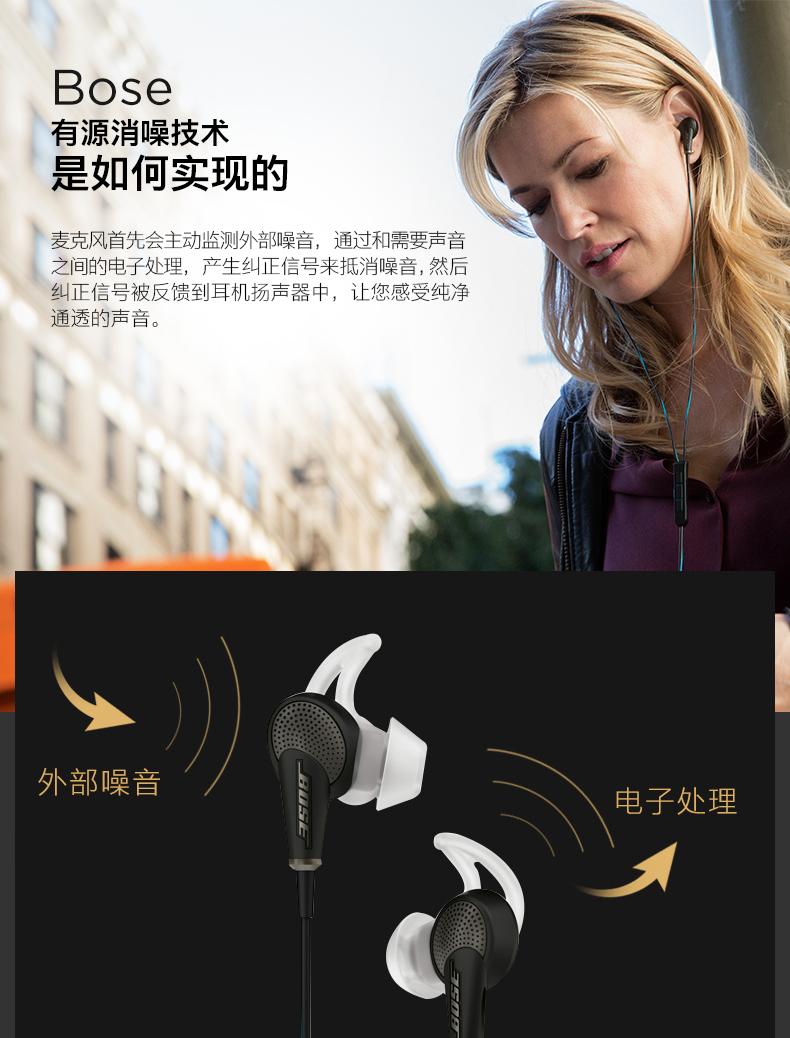 Bose
有源消噪技术
是如何实现的
麦克风首先会主动监测外部噪音，通过和需要声音
之间的电子处理，产生纠正信号来抵消噪音,然后
纠正信号被反馈到耳机扬声器中，让您感受纯净
通透的声音。
外部噪音
BOSE
电子处理
BOSE